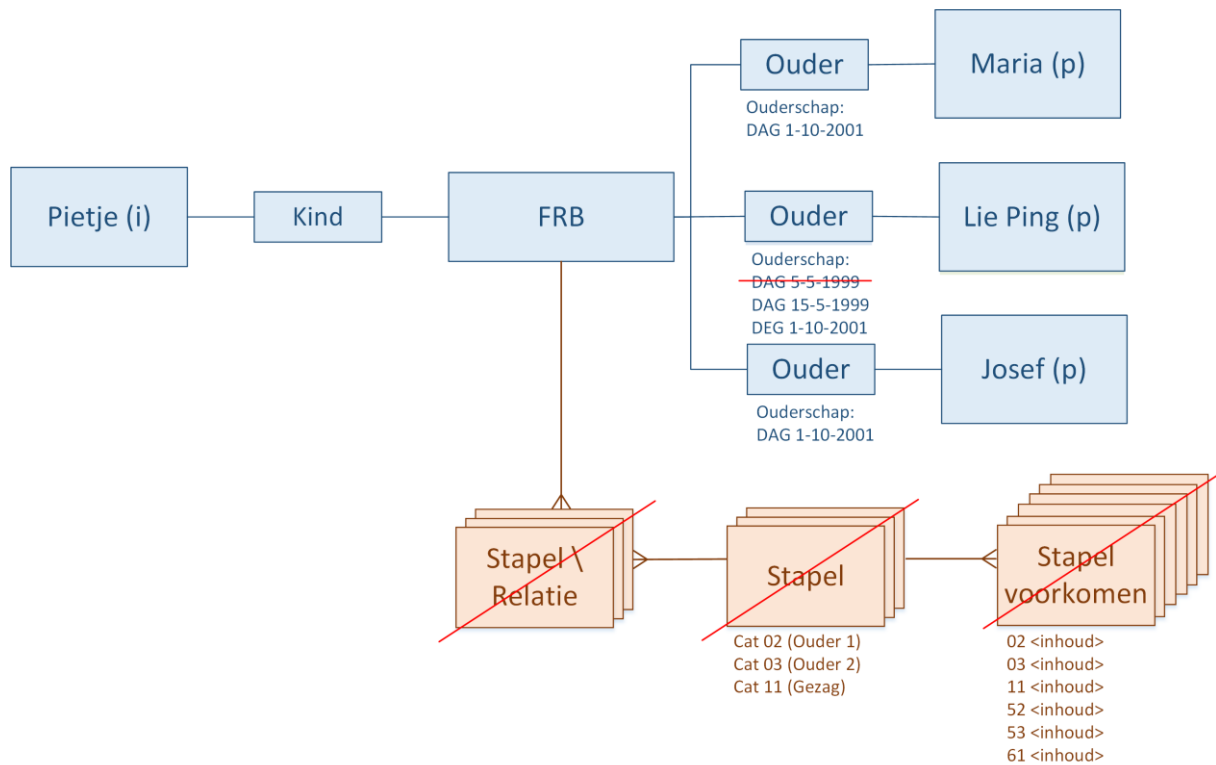 Ouder
Maria (p)
Ouderschap:
DAG 1-10-2001
Pietje (i)
Kind
FRB
Ouder
Lie Ping (p)
Ouderschap:
DAG 5-5-1999
DAG 15-5-1999
DEG 1-10-2001
Ouder
Josef (p)
Ouderschap:
DAG 1-10-2001
Stapel \
Relatie
Stapel
Stapel
voorkomen
Cat 02 (Ouder 1)
Cat 03 (Ouder 2)
Cat 11 (Gezag)
02 <inhoud>
03 <inhoud>
11 <inhoud>
52 <inhoud>
53 <inhoud>
61 <inhoud>